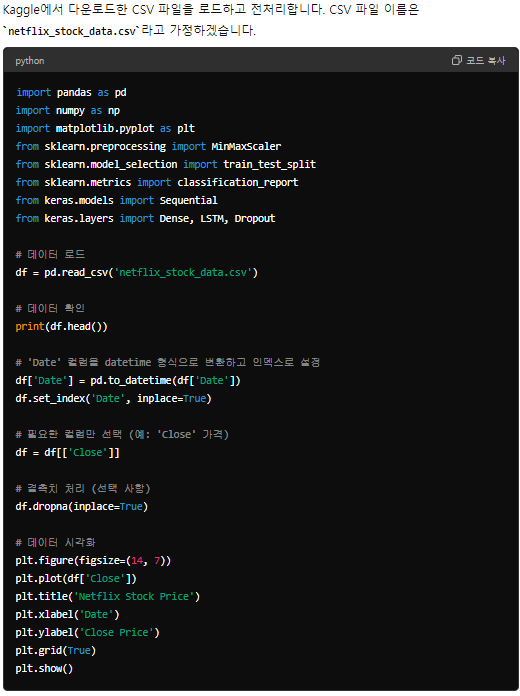 Kaggle에서 다운로드한 CSV 파일을 로드하고 전처리합니다. CSV 파일 이름은
`netflix_stock_data.csv`라고 가정하겠습니다.
python
코드 복사
import pandas as pd
import numpy as np
import matplotlib.pyplot as plt
from sklearn.preprocessing import MinMaxScaler
from sklearn.model_selection import train_test_split
from sklearn.metrics import classification_report
from keras.models import Sequential
from keras.layers import Dense, LSTM, Dropout
# 데이터 로드
df = pd.read_csv('netflix_stock_data.csv')
# 데이터 확인
print(df.head())
# 'Date' 컬럼을 datetime 형식으로 변환하고 인덱스로 설정
df['Date'] = pd.to_datetime(df['Date'])
df.set_index('Date', inplace=True)
# 필요한 컬럼만 선택 (예: 'Close' 가격)
df = df[['Close']]
# 결측치 처리 (선택 사항)
df.dropna(inplace=True)
# 데이터 시각화
plt.figure(figsize=(14, 7))
plt.plot(df['Close'])
plt.title('Netflix Stock Price')
plt.xlabel('Date')
plt.ylabel('Close Price')
plt.grid(True)
plt.show()